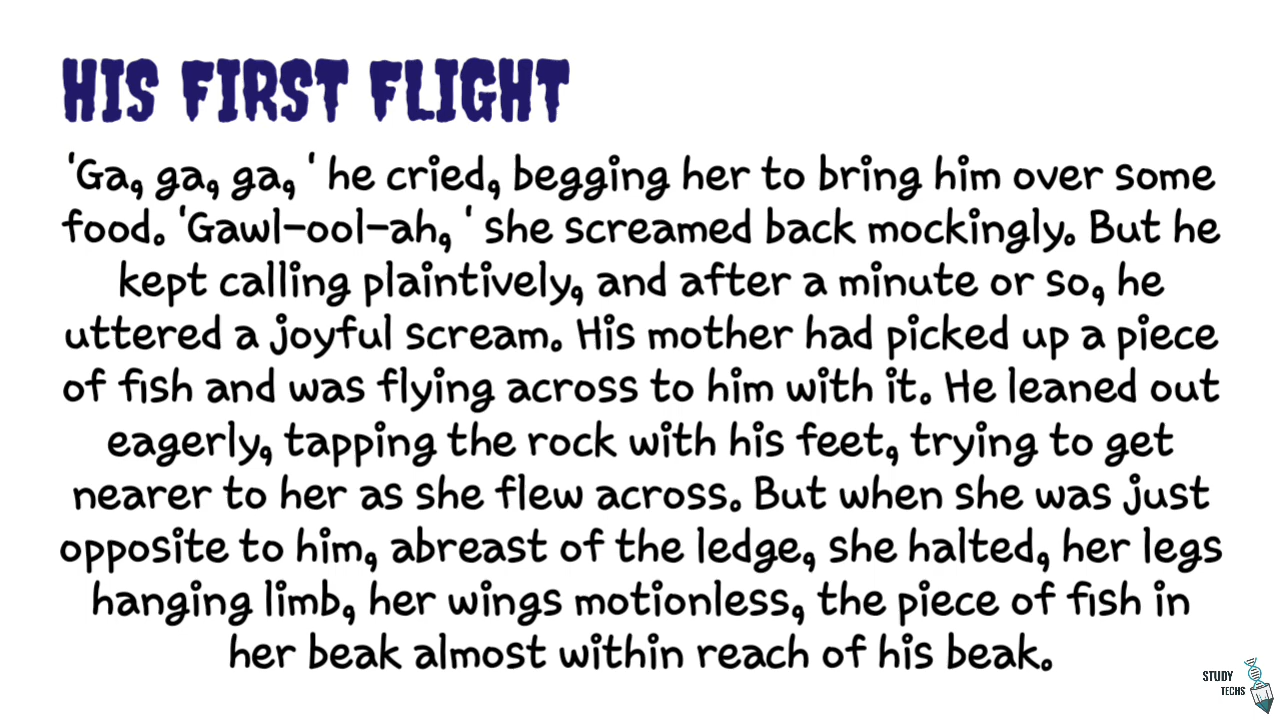 HIS FIRST FLIGHT
'Ga, ga, ga, ' he cried, begging her to bring him over some
food. 'Gawl-ool-ah, ' she screamed back mockingly. But he
kept calling plaintively, and after a minute or so, he
uttered a joyful scream. His mother had picked up a piece
of fish and was flying across to him with it. He leaned out
eagerly, tapping the rock with his feet, trying to get
nearer to her as she flew across. But when she was just
opposite to him, abreast of the ledge, she halted, her legs
hanging limb, her wings motionless, the piece of fish in
her beak almost within reach of his beak.
STUDY
TECHS